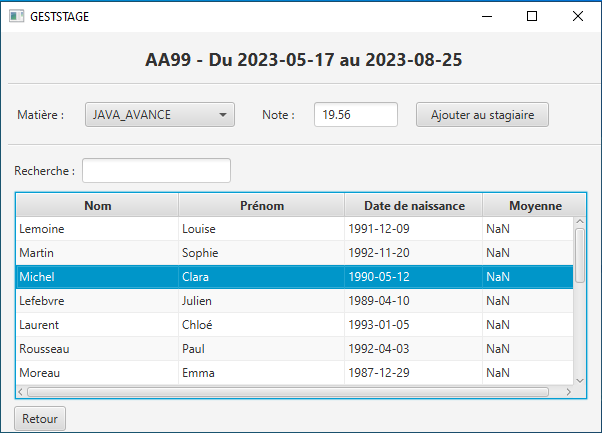 GESTSTAGE
AA99 - Du 2023-05-17 au 2023-08-25
Matière : JAVA_AVANCE Note : 19.56 Ajouter au stagiaire
Recherche :
Nom Prénom Date de naissance Moyenne
Lemoine Louise 1991-12-09 NaN
Martin Sophie 1992-11-20 NaN
Michel Clara 1990-05-12 NaN
Lefebvre Julien 1989-04-10 NaN
Laurent Chloé 1993-01-05 NaN
Rousseau Paul 1992-04-03 NaN
Moreau Emma 1987-12-29 NaN
Retour